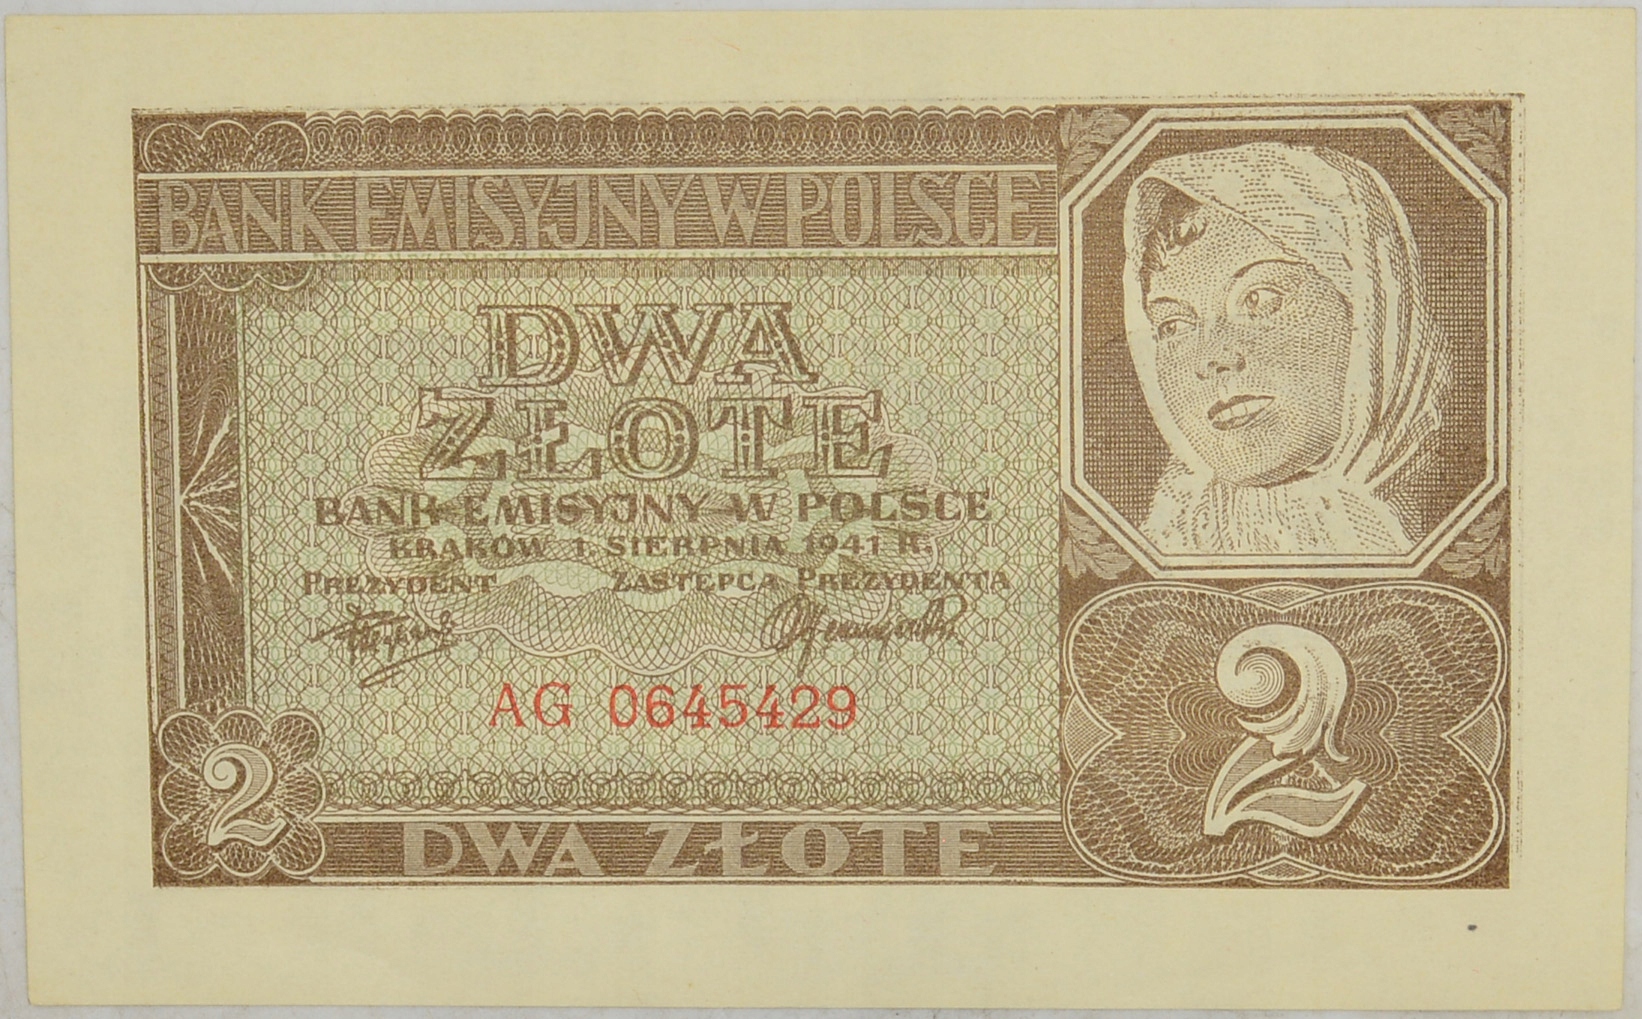 BANK EMISYJNY W POLSCE
DWA
ZŁOTE
BANK EMISYJNY W POLSCE
KRAKÓW 1. SIERPNIA 1941 R.
PREZYDENT ZASTĘPCA PREZYDENTA
AG 0645429
2
2
DWA ZŁOTE